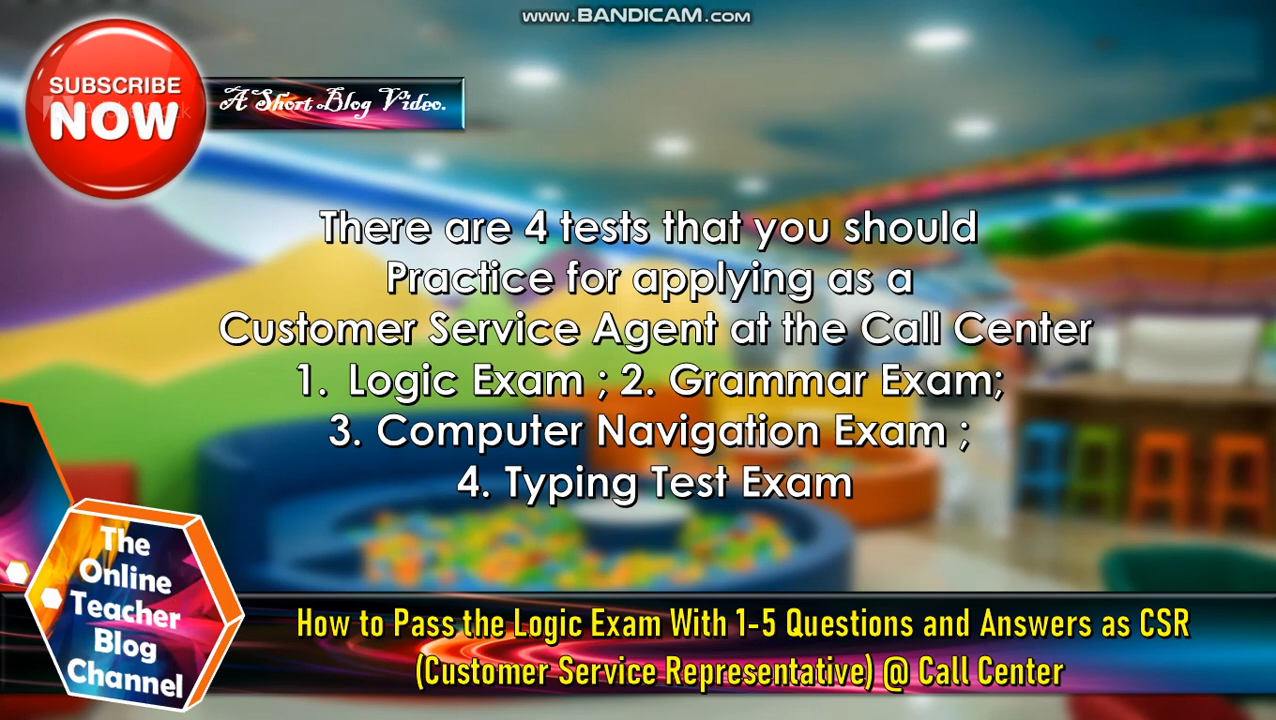 www.BANDICAM.com
SUBSCRIBE
NOW
A Short Blog Video.
There are 4 tests that you should
Practice for applying as a
Customer Service Agent at the Call Center
1. Logic Exam ; 2. Grammar Exam;
3. Computer Navigation Exam ;
4. Typing Test Exam
The
Online
Teacher
Blog
Channel
How to Pass the Logic Exam With 1-5 Questions and Answers as CSR
(Customer Service Representative) @ Call Center